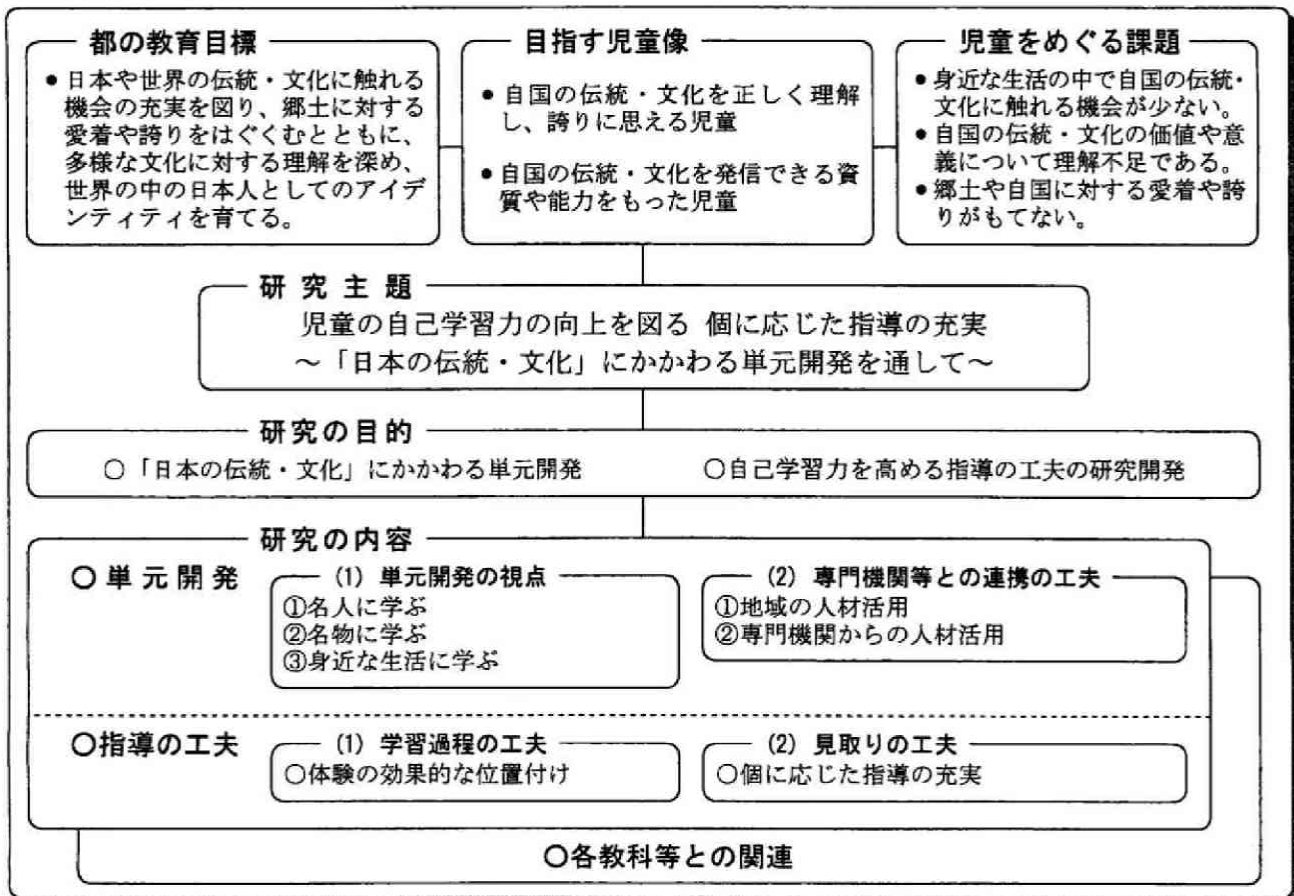 都の教育目標
● 日本や世界の伝統・文化に触れる
機会の充実を図り、郷土に対する
愛着や誇りをはぐくむとともに、
多様な文化に対する理解を深め、
世界の中の日本人としてのアイデ
ンティティを育てる。
目指す児童像
● 自国の伝統・文化を正しく理解
し、誇りに思える児童
● 自国の伝統・文化を発信できる資
質や能力をもった児童
児童をめぐる課題
● 身近な生活の中で自国の伝統・
文化に触れる機会が少ない。
● 自国の伝統・文化の価値や意
義について理解不足である。
● 郷土や自国に対する愛着や誇
りがもてない。
研究主題
児童の自己学習力の向上を図る 個に応じた指導の充実
～「日本の伝統・文化」にかかわる単元開発を通して～
研究の目的
○「日本の伝統・文化」にかかわる単元開発
○自己学習力を高める指導の工夫の研究開発
研究の内容
○単元開発
(1) 単元開発の視点
①名人に学ぶ
②名物に学ぶ
③身近な生活に学ぶ
(2) 専門機関等との連携の工夫
①地域の人材活用
②専門機関からの人材活用
○指導の工夫
(1) 学習過程の工夫
○体験の効果的な位置付け
(2) 見取りの工夫
○個に応じた指導の充実
○各教科等との関連